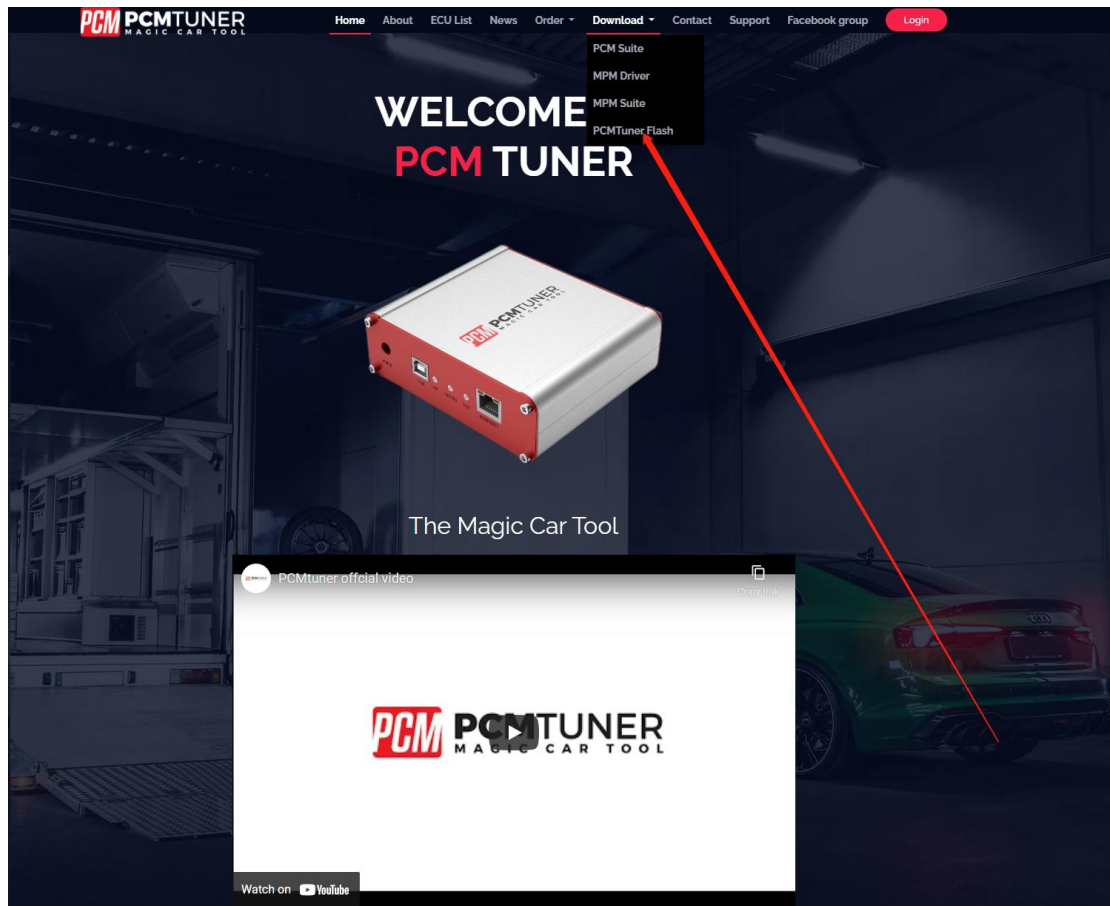 PCM PCMTUNER
MAGIC CAR TOOL
Home About ECU List News Order Download Contact Support Facebook group Login
PCM Suite
MPM Driver
MPM Suite
PCMTuner Flash
WELCOME
PCM TUNER
PCM PCMTUNER
MAGIC CAR TOOL
The Magic Car Tool
PCMtuner offcial video
Copy link
PCM PCMTUNER
MAGIC CAR TOOL
Watch on YouTube